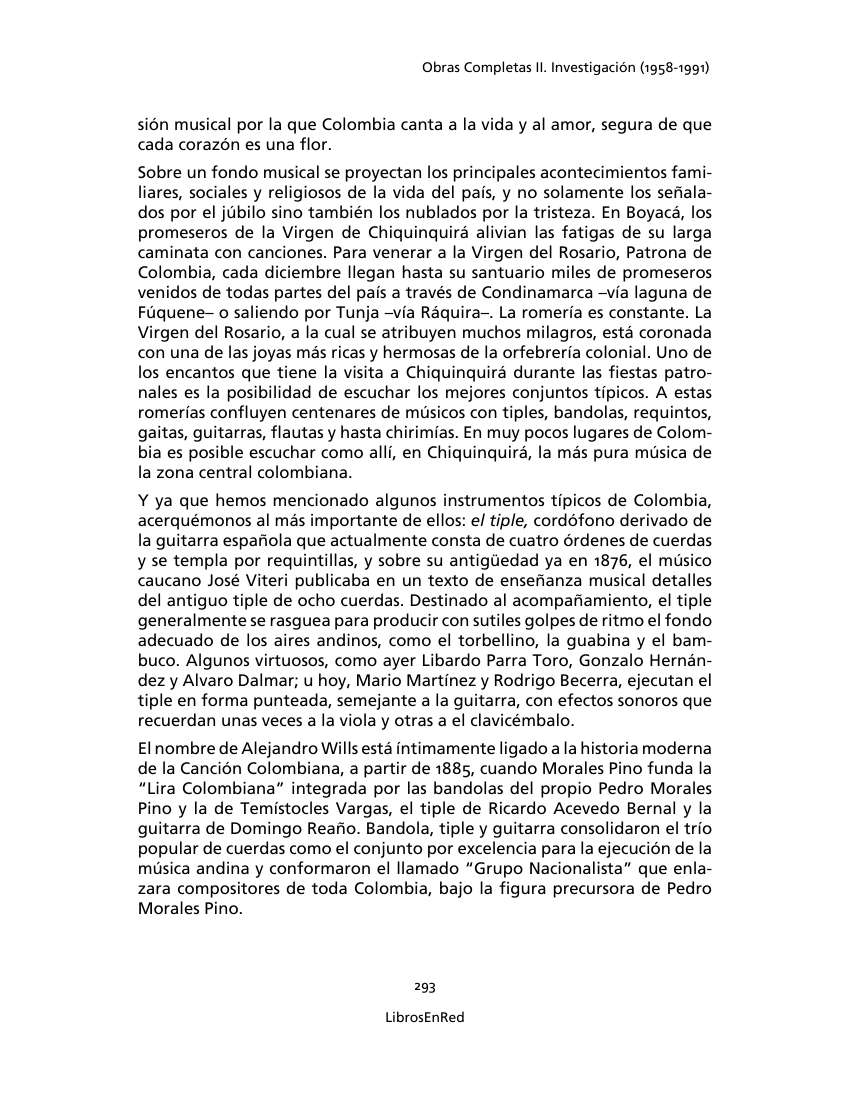 Obras Completas II. Investigación (1958-1991)
sión musical por la que Colombia canta a la vida y al amor, segura de que
cada corazón es una flor.
Sobre un fondo musical se proyectan los principales acontecimientos fami-
liares, sociales y religiosos de la vida del país, y no solamente los señala-
dos por el júbilo sino también los nublados por la tristeza. En Boyacá, los
promeseros de la Virgen de Chiquinquirá alivian las fatigas de su larga
caminata con canciones. Para venerar a la Virgen del Rosario, Patrona de
Colombia, cada diciembre llegan hasta su santuario miles de promeseros
venidos de todas partes del país a través de Condinamarca –vía laguna de
Fúquene– o saliendo por Tunja –vía Ráquira–. La romería es constante. La
Virgen del Rosario, a la cual se atribuyen muchos milagros, está coronada
con una de las joyas más ricas y hermosas de la orfebrería colonial. Uno de
los encantos que tiene la visita a Chiquinquirá durante las fiestas patro-
nales es la posibilidad de escuchar los mejores conjuntos típicos. A estas
romerías confluyen centenares de músicos con tiples, bandolas, requintos,
gaitas, guitarras, flautas y hasta chirimías. En muy pocos lugares de Colom-
bia es posible escuchar como allí, en Chiquinquirá, la más pura música de
la zona central colombiana.
Y ya que hemos mencionado algunos instrumentos típicos de Colombia,
acerquémonos al más importante de ellos: el tiple, cordófono derivado de
la guitarra española que actualmente consta de cuatro órdenes de cuerdas
y se templa por requintillas, y sobre su antigüedad ya en 1876, el músico
caucano José Viteri publicaba en un texto de enseñanza musical detalles
del antiguo tiple de ocho cuerdas. Destinado al acompañamiento, el tiple
generalmente se rasguea para producir con sutiles golpes de ritmo el fondo
adecuado de los aires andinos, como el torbellino, la guabina y el bam-
buco. Algunos virtuosos, como ayer Libardo Parra Toro, Gonzalo Hernán-
dez y Alvaro Dalmar; u hoy, Mario Martínez y Rodrigo Becerra, ejecutan el
tiple en forma punteada, semejante a la guitarra, con efectos sonoros que
recuerdan unas veces a la viola y otras a el clavicémbalo.
El nombre de Alejandro Wills está íntimamente ligado a la historia moderna
de la Canción Colombiana, a partir de 1885, cuando Morales Pino funda la
“Lira Colombiana” integrada por las bandolas del propio Pedro Morales
Pino y la de Temístocles Vargas, el tiple de Ricardo Acevedo Bernal y la
guitarra de Domingo Reaño. Bandola, tiple y guitarra consolidaron el trío
popular de cuerdas como el conjunto por excelencia para la ejecución de la
música andina y conformaron el llamado “Grupo Nacionalista” que enla-
zara compositores de toda Colombia, bajo la figura precursora de Pedro
Morales Pino.
293
LibrosEnRed